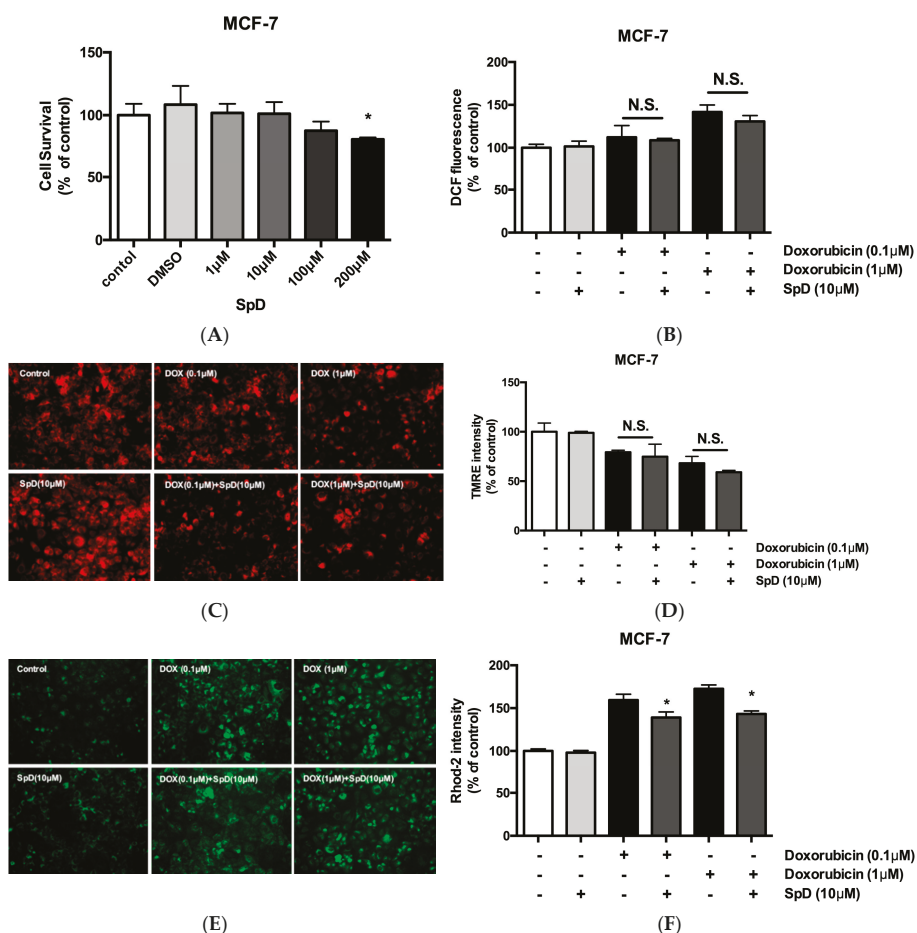 MCF-7
Cell Survival
(% of control)
150
100
50
0
*
control
DMSO
1μM
10μM
100μM
200μM
SpD
(A)
MCF-7
DCF fluorescence
(% of control)
200
150
100
50
0
N.S.
N.S.
- - + + - - Doxorubicin (0.1μM)
- - - - + + Doxorubicin (1μM)
- + - + - + SpD (10μM)
(B)
Control
DOX (0.1μM)
DOX (1μM)
SpD(10μM)
DOX(0.1μM)+SpD(10μM)
DOX(1μM)+SpD(10μM)
(C)
MCF-7
TMRE intensity
(% of control)
150
100
50
0
N.S.
N.S.
- - + + - - Doxorubicin (0.1μM)
- - - - + + Doxorubicin (1μM)
- + - + - + SpD (10μM)
(D)
Control
DOX (0.1μM)
DOX (1μM)
SpD(10μM)
DOX(0.1μM)+SpD(10μM)
DOX(1μM)+SpD(10μM)
(E)
MCF-7
Rhod-2 intensity
(% of control)
200
150
100
50
0
*
*
- - + + - - Doxorubicin (0.1μM)
- - - - + + Doxorubicin (1μM)
- + - + - + SpD (10μM)
(F)